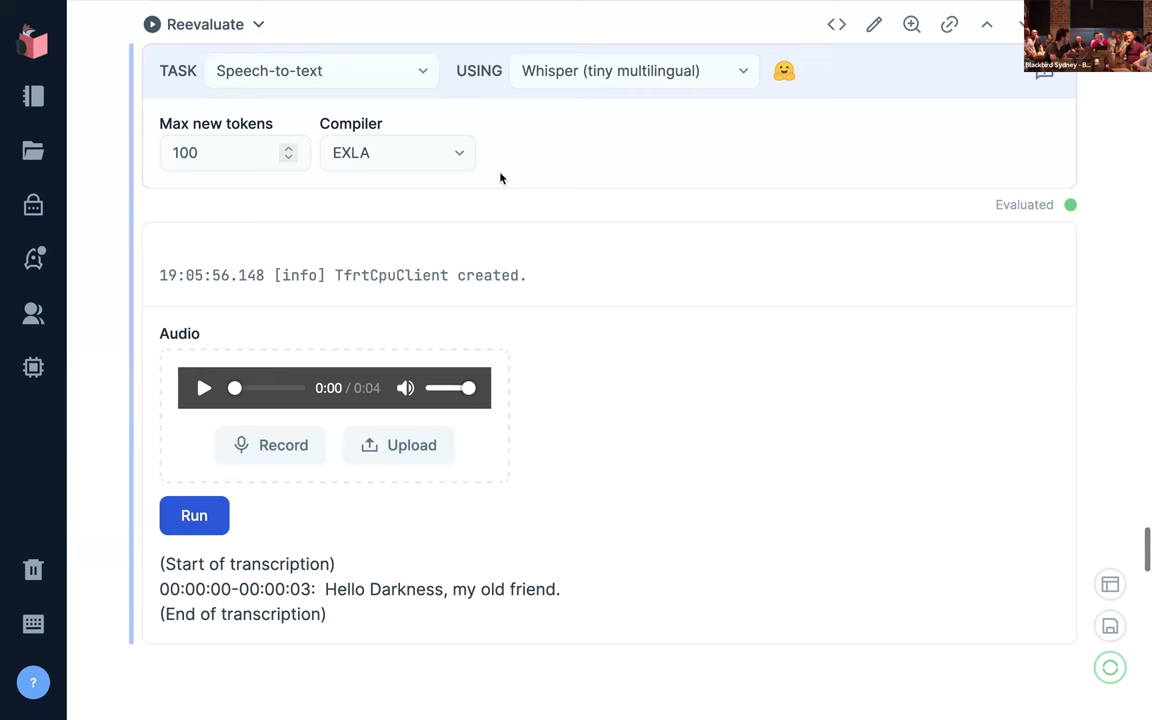 Reevaluate
TASK Speech-to-text USING Whisper (tiny multilingual)
Max new tokens Compiler
100 EXLA
Evaluated
19:05:56.148 [info] TfrtCpuClient created.
Audio
0:00 / 0:04
Record Upload
Run
(Start of transcription)
00:00:00-00:00:03: Hello Darkness, my old friend.
(End of transcription)
?
Blackbird Sydney - B...